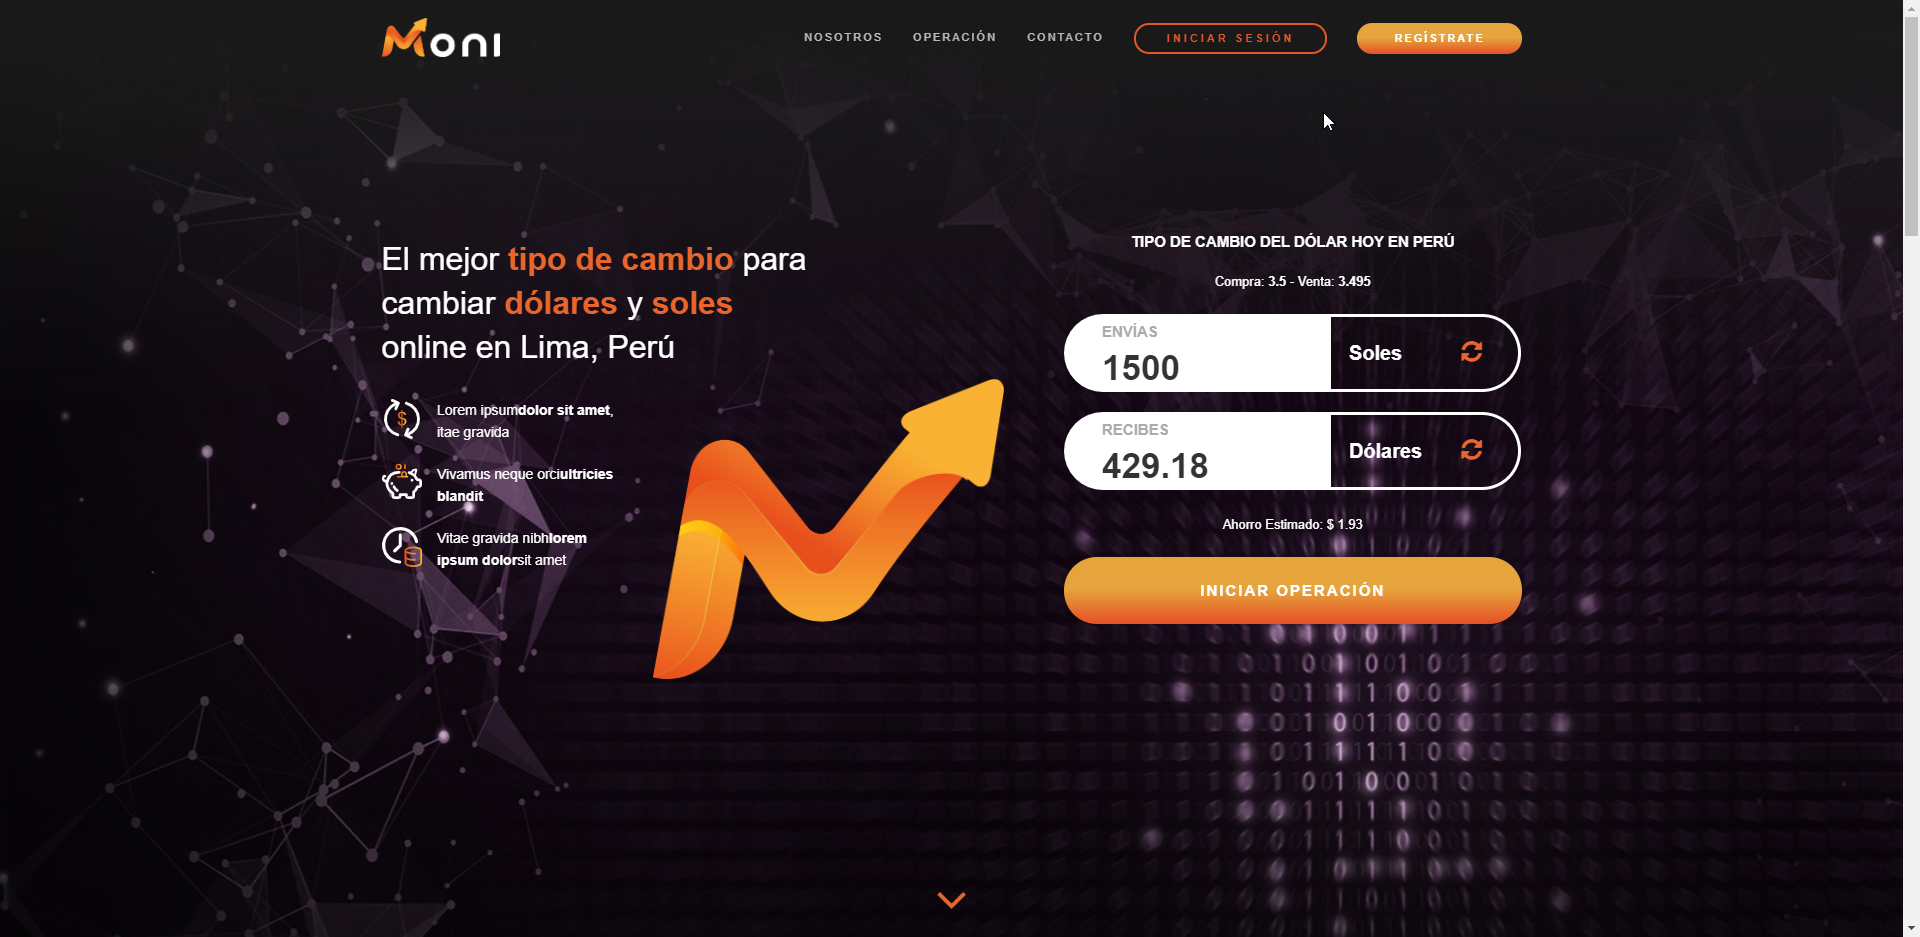 Moni
NOSOTROS
OPERACIÓN
CONTACTO
INICIAR SESIÓN
REGÍSTRATE
El mejor tipo de cambio para
cambiar dólares y soles
online en Lima, Perú
Lorem ipsumdolor sit amet,
itae gravida
Vivamus neque orciultricies
blandit
Vitae gravida nibhlorem
ipsum dolorsit amet
TIPO DE CAMBIO DEL DÓLAR HOY EN PERÚ
Compra: 3.5 - Venta: 3.495
ENVÍAS
1500
Soles
RECIBES
429.18
Dólares
Ahorro Estimado: $ 1.93
INICIAR OPERACIÓN